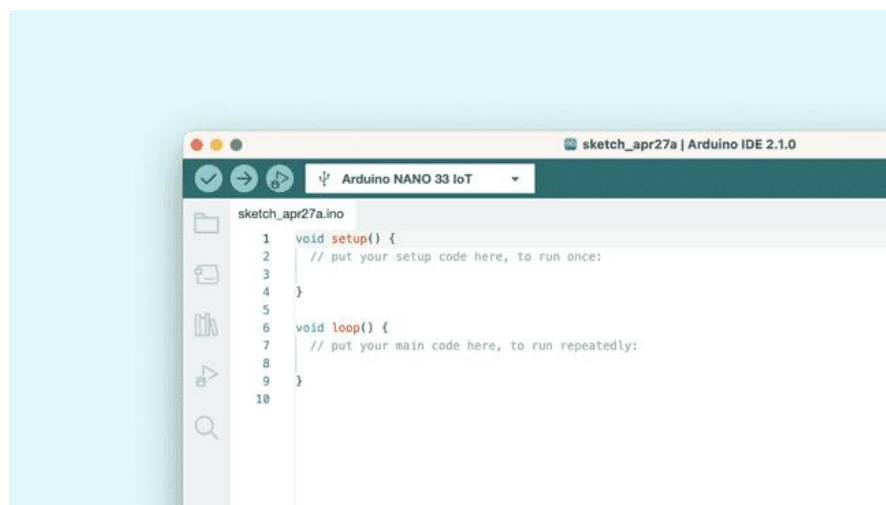 sketch_apr27a | Arduino IDE 2.1.0
Arduino NANO 33 IoT
sketch_apr27a.ino
1 void setup() {
2 // put your setup code here, to run once:
3
4 }
5
6 void loop() {
7 // put your main code here, to run repeatedly:
8
9 }
10